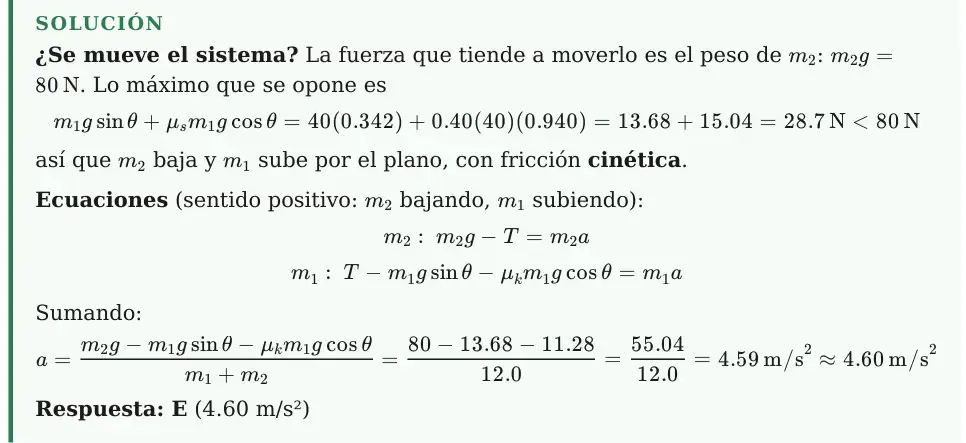 SOLUCIÓN
¿Se mueve el sistema? La fuerza que tiende a moverlo es el peso de m₂: m₂g =
80 N. Lo máximo que se opone es
m₁g sin θ + μₛm₁g cos θ = 40(0.342) + 0.40(40)(0.940) = 13.68 + 15.04 = 28.7 N < 80 N
así que m₂ baja y m₁ sube por el plano, con fricción cinética.
Ecuaciones (sentido positivo: m₂ bajando, m₁ subiendo):
m₂ : m₂g − T = m₂a
m₁ : T − m₁g sin θ − μₖm₁g cos θ = m₁a
Sumando:
a = (m₂g − m₁g sin θ − μₖm₁g cos θ)/(m₁ + m₂) = (80 − 13.68 − 11.28)/12.0 = 55.04/12.0 = 4.59 m/s² ≈ 4.60 m/s²
Respuesta: E (4.60 m/s²)